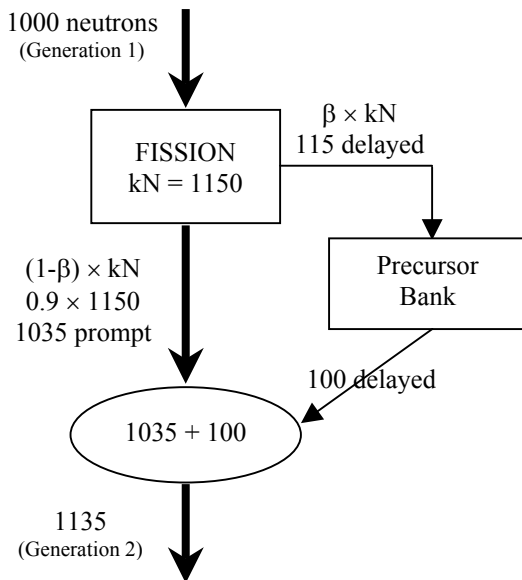 1000 neutrons
(Generation 1)
FISSION
kN = 1150
β × kN
115 delayed
Precursor
Bank
(1-β) × kN
0.9 × 1150
1035 prompt
100 delayed
1035 + 100
1135
(Generation 2)